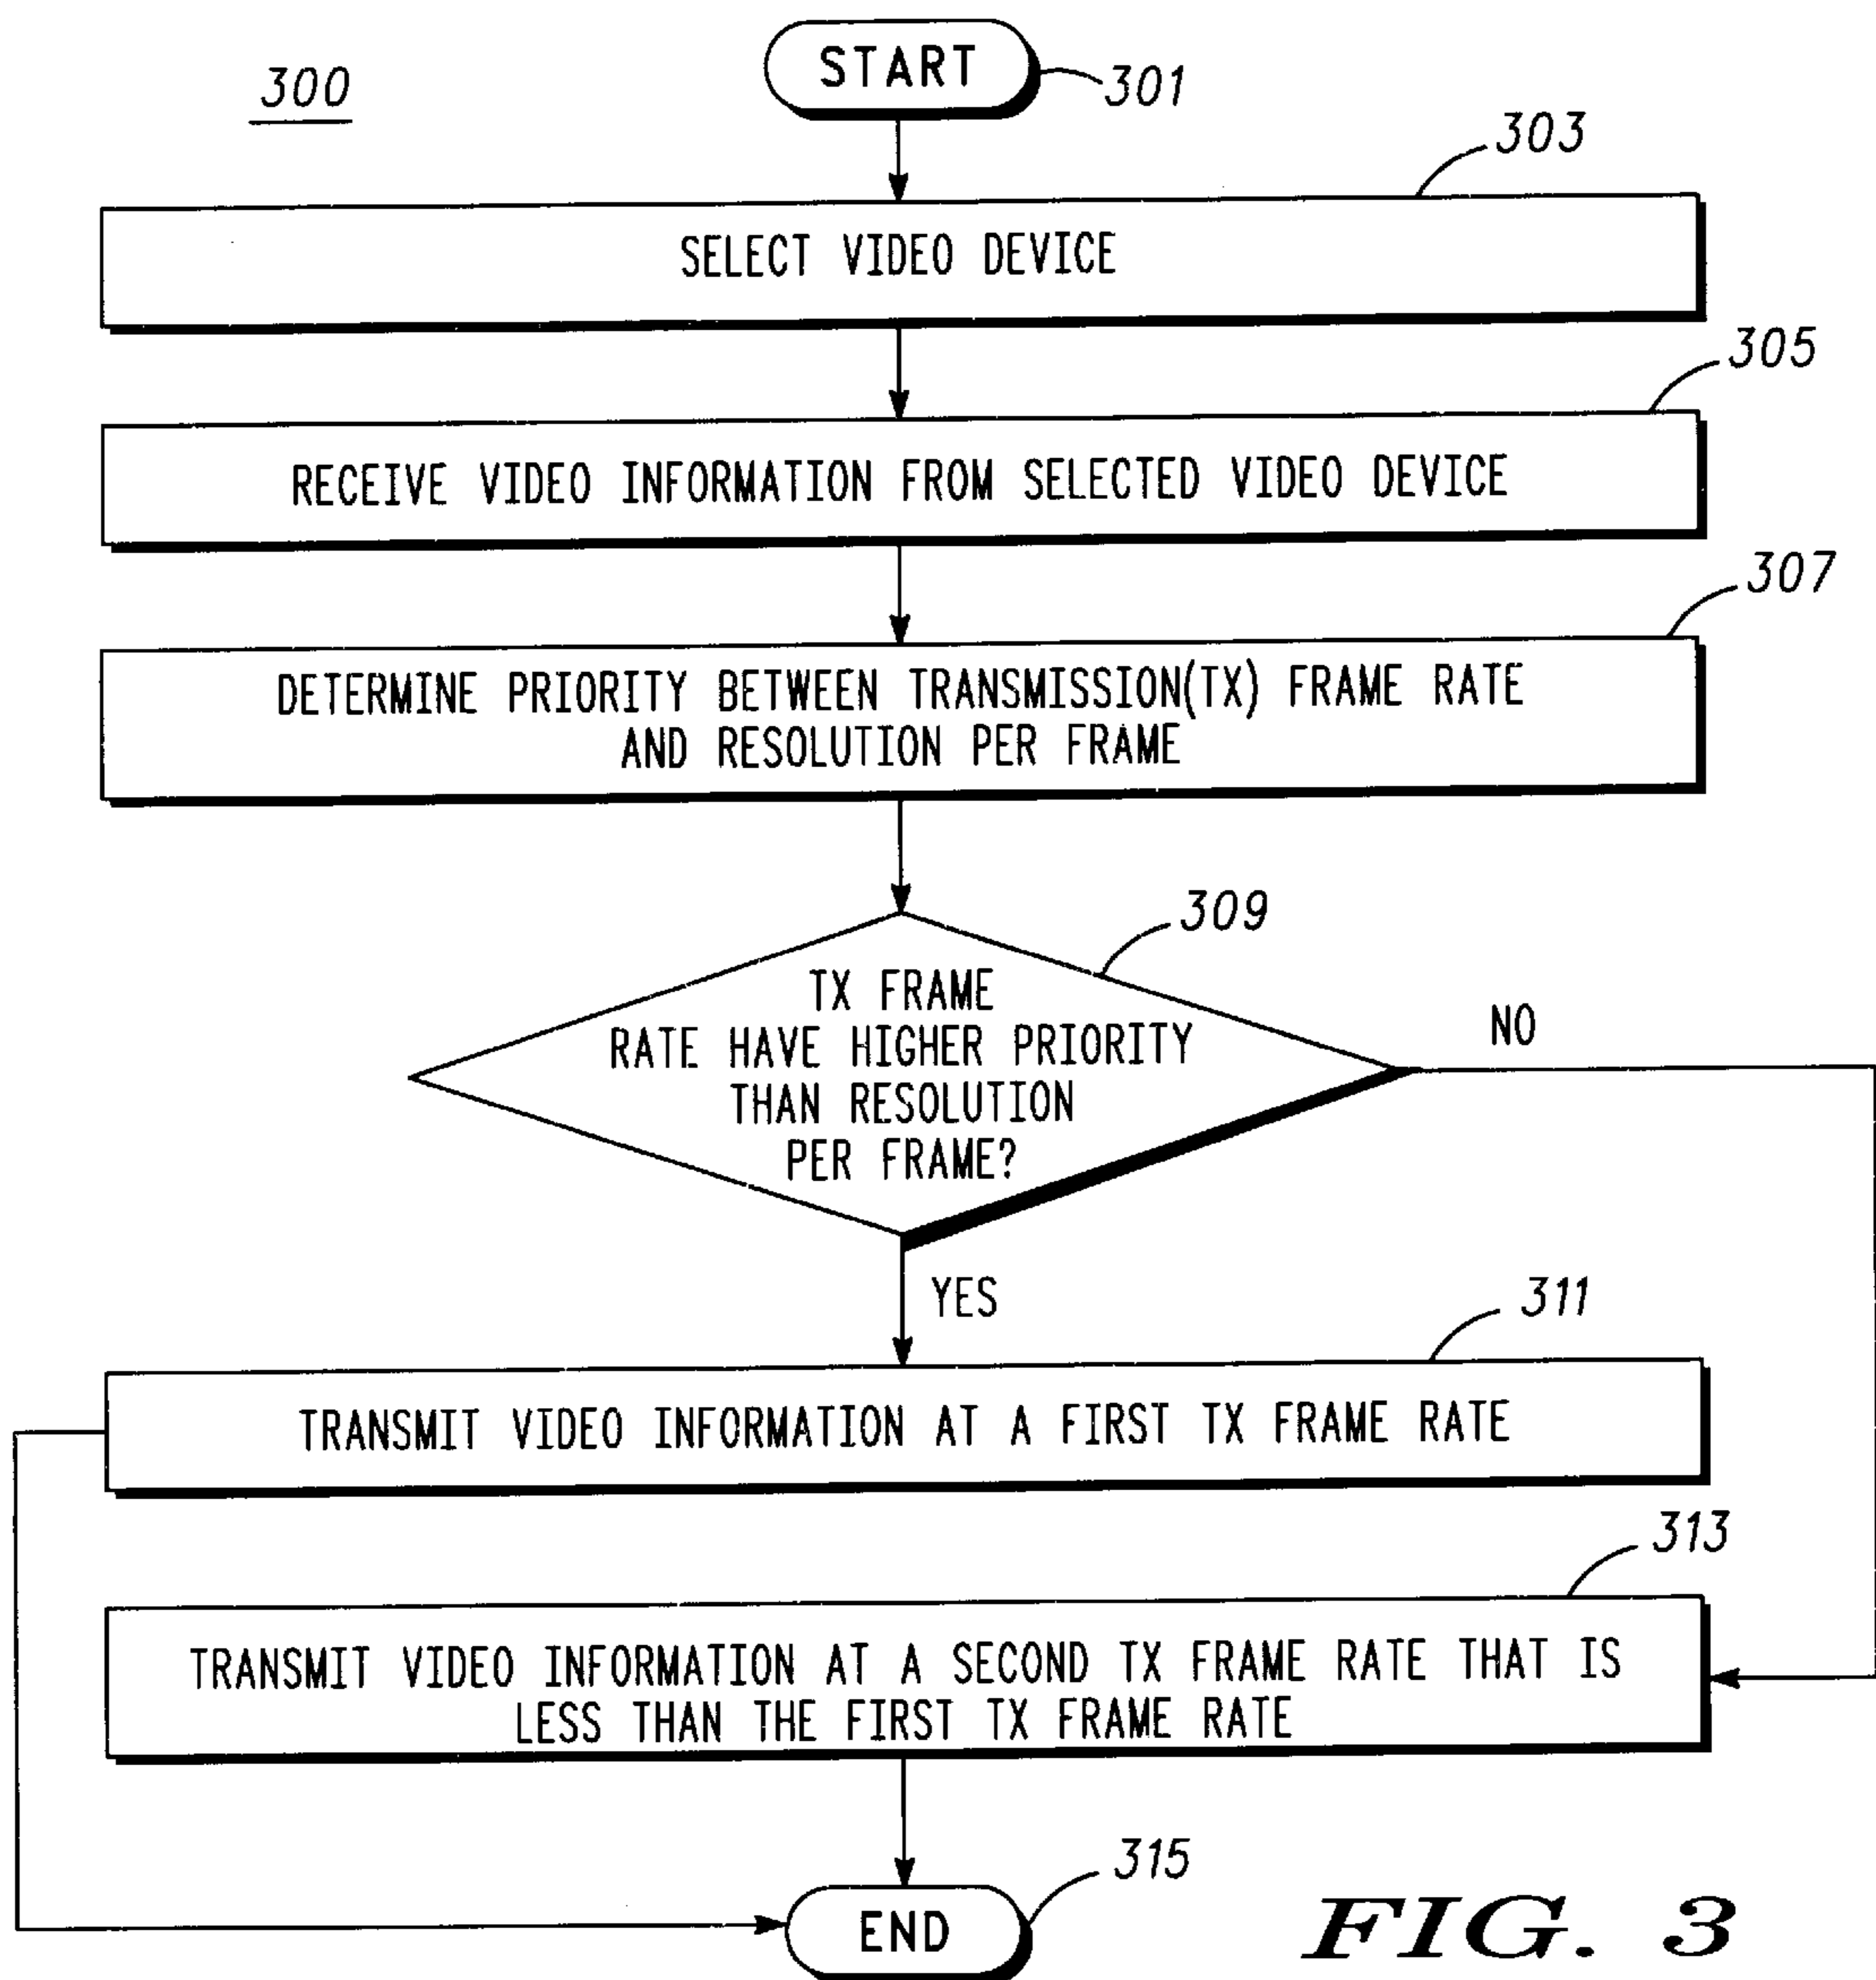 START
300
301
303
SELECT VIDEO DEVICE
305
RECEIVE VIDEO INFORMATION FROM SELECTED VIDEO DEVICE
307
DETERMINE PRIORITY BETWEEN TRANSMISSION(TX) FRAME RATE
AND RESOLUTION PER FRAME
309
TX FRAME
RATE HAVE HIGHER PRIORITY
THAN RESOLUTION
PER FRAME?
NO
YES
311
TRANSMIT VIDEO INFORMATION AT A FIRST TX FRAME RATE
313
TRANSMIT VIDEO INFORMATION AT A SECOND TX FRAME RATE THAT IS
LESS THAN THE FIRST TX FRAME RATE
315
END
FIG. 3